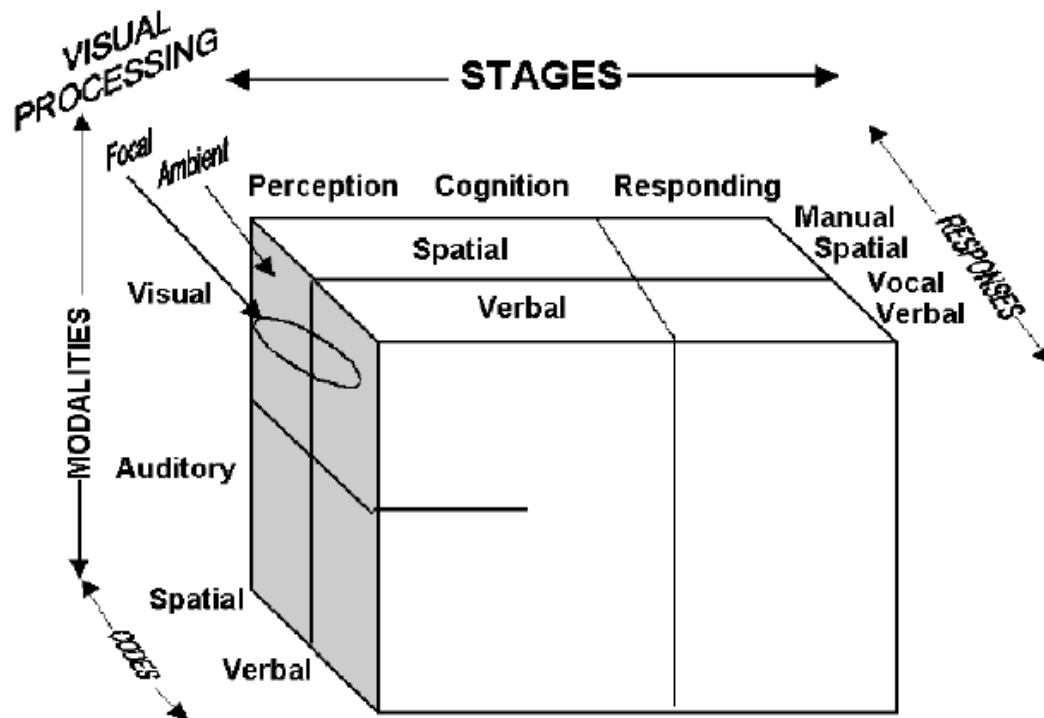 VISUAL
PROCESSING
STAGES
Focal
Ambient
Perception Cognition Responding
Manual
Spatial
Spatial
Vocal
Verbal
Verbal
RESPONSES
Visual
MODALITIES
Auditory
Spatial
Verbal
CODES